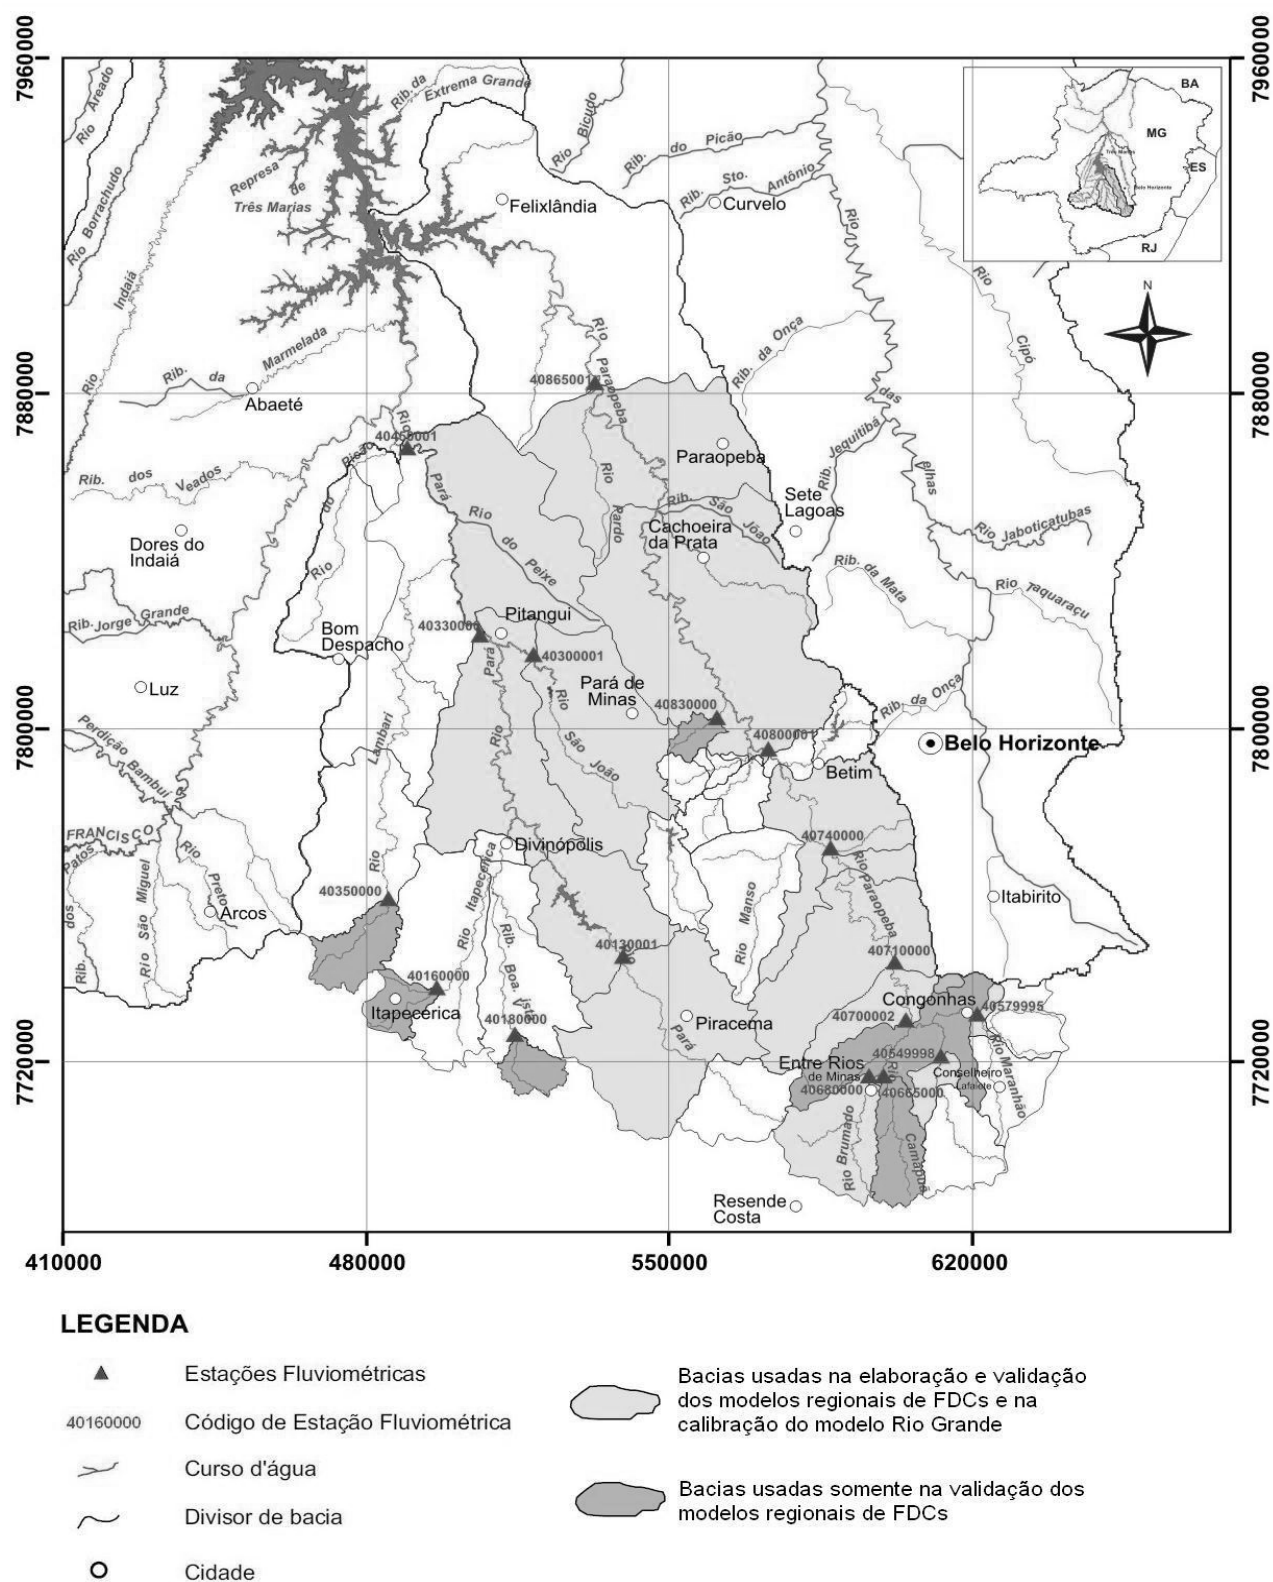 7960000
7960000
Rio Areado
Rio Borrachudo
Indaiá
Rio
Represa
de
Três Marias
Rib. da
Extrema Grande
Rio Bicudo
Rib. do Picão
Rib. Sto. Antônio
Felixlândia
Curvelo
BA
MG
ES
RJ
Três Marias
Belo Horizonte
N
Rio
Cipó
Rio
das
elhas
Rib. da Onça
Rib. da Marmelada
Abaeté
7880000
7880000
40865001
Rio
Paraopeba
40450001
Rio
Pará
Picão
do
Rio
Rib. dos Veados
Paraopeba
Rib. Jequitibá
Sete
Lagoas
Rio
Pardo
Rib. São Jõao
Cachoeira
da Prata
Rio do Peixe
Dores do
Indaiá
Rio Jaboticatubas
Rib. da Mata
Rio Taquaraçu
Rib. Jorge Grande
Bom
Despacho
Pitangui
40330000
40300001
Pará
Rio
Luz
Pará de
Minas
40830000
40800001
Rib. da Onça
Belo Horizonte
Betim
7800000
7800000
Perdição
Bambuí
Lambari
Rio
Rio
São
João
FRANCISCO
Patos
dos
Rib.
Rio São Miguel
Rio
Preto
Arcos
Divinópolis
40740000
Rio Paraopeba
Rio Itapecerica
Rio Manso
Itabirito
40350000
40130001
40710000
40160000
Itapecerica
Rib.
Boa
Vista
40180000
Piracema
Pará
Congonhas
40579995
40700002
40549998
Entre Rios
de Minas
Rio
Conselheiro
Lafaiete
Rio Maranhão
40680000
40665000
7720000
7720000
Rio Brumado
Camapuã
Resende
Costa
410000
480000
550000
620000
LEGENDA
Estações Fluviométricas
40160000
Código de Estação Fluviométrica
Curso d'água
Divisor de bacia
Cidade
Bacias usadas na elaboração e validação
dos modelos regionais de FDCs e na
calibração do modelo Rio Grande
Bacias usadas somente na validação dos
modelos regionais de FDCs